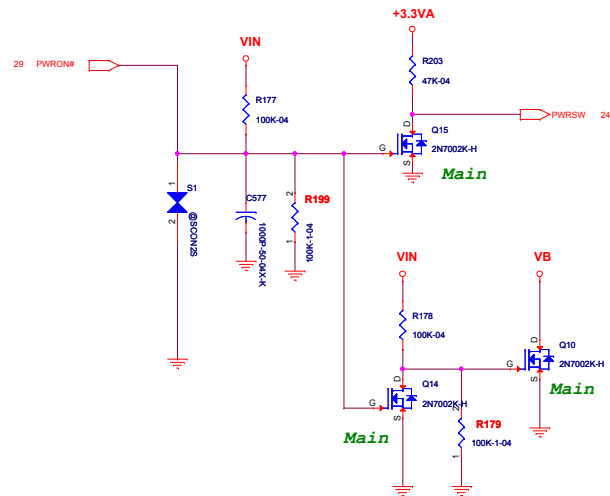 +3.3VA
VIN
R203
29 PWRON#
47K-04
R177
100K-04
D
PWRSW 24
Q15
G
2N7002K-H
S
Main
1
S1
2
@SCON2S
C577
1000P-50-04X-K
2
R199
1
100K-1-04
VIN
VB
R178
100K-04
D
Q10
G
2N7002K-H
S
D
Q14
Main
G
2N7002K-H
S
Main
2
R179
100K-1-04
1